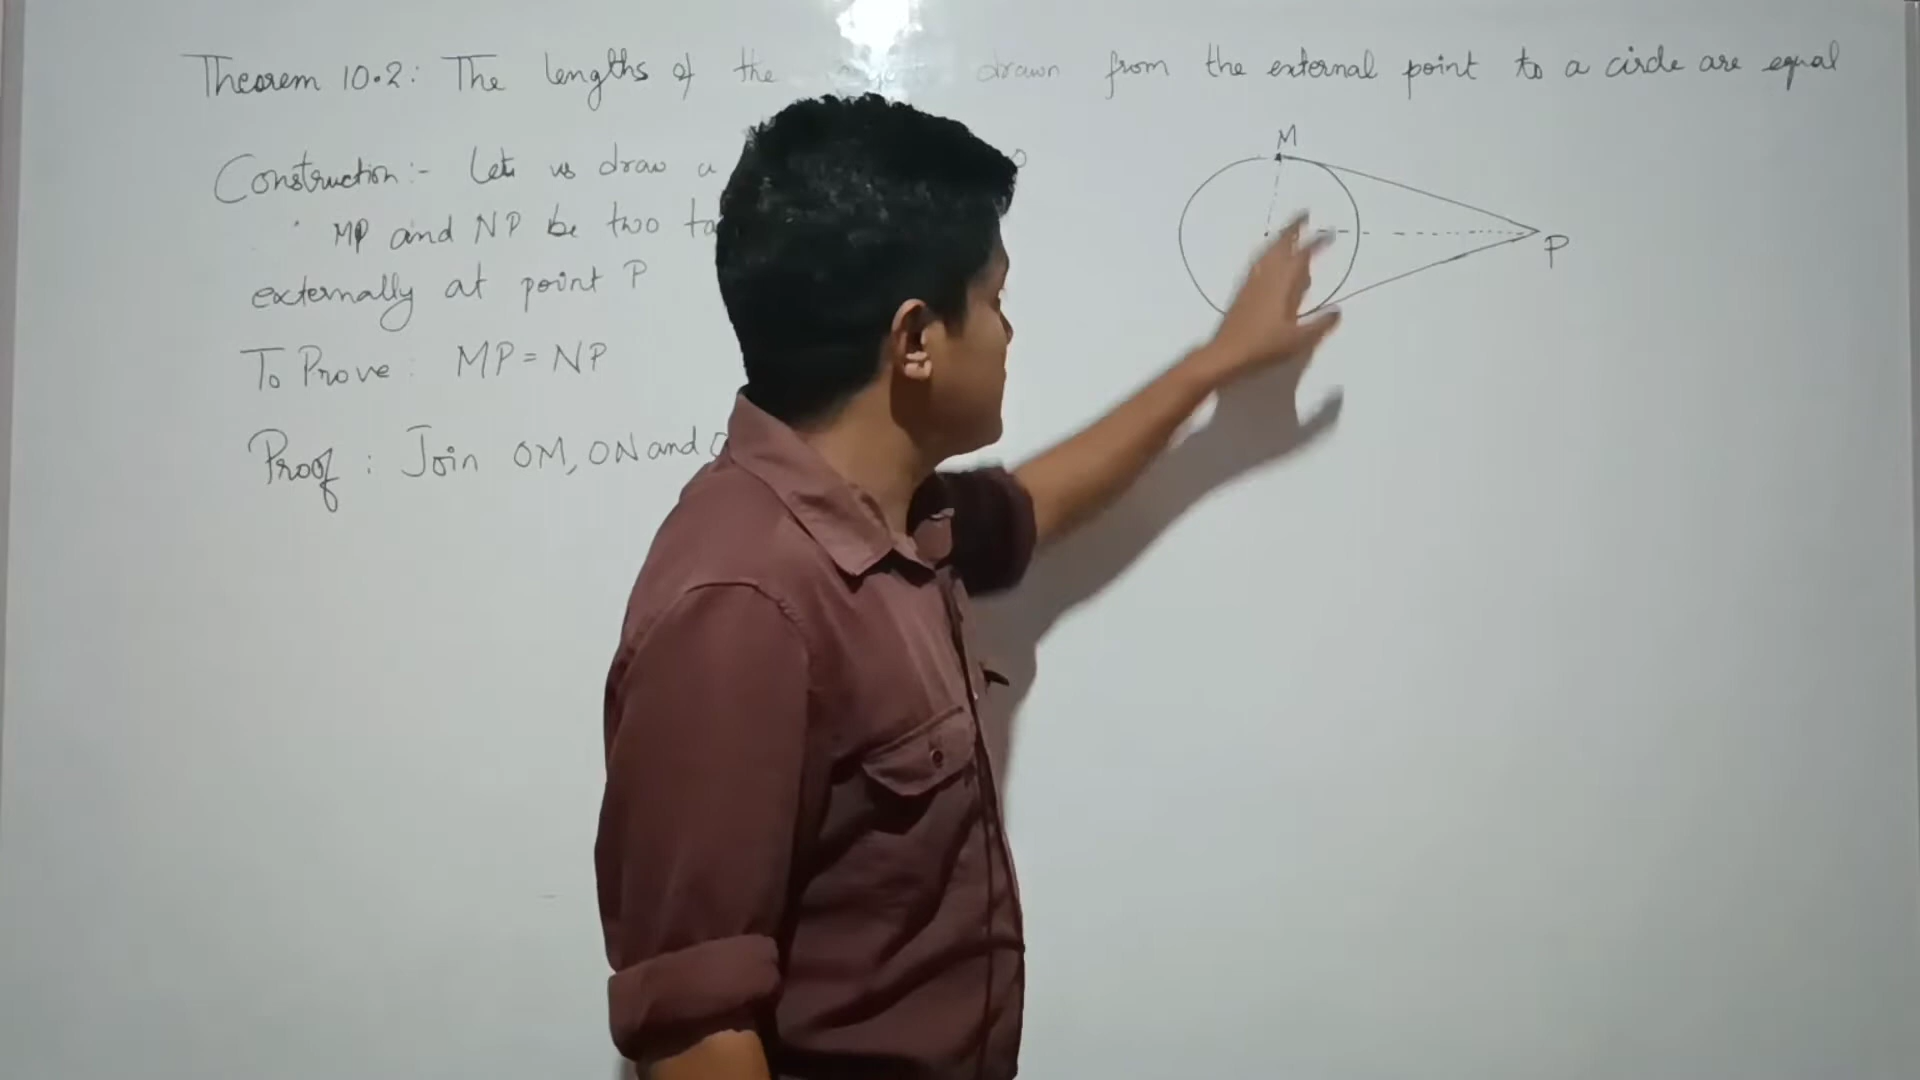 Theorem 10.2: The lengths of the drawn from the external point to a circle are equal
Construction:- Let us draw a
MP and NP be two
externally at point P
To Prove: MP = NP
Proof: Join OM, ON and
M
P